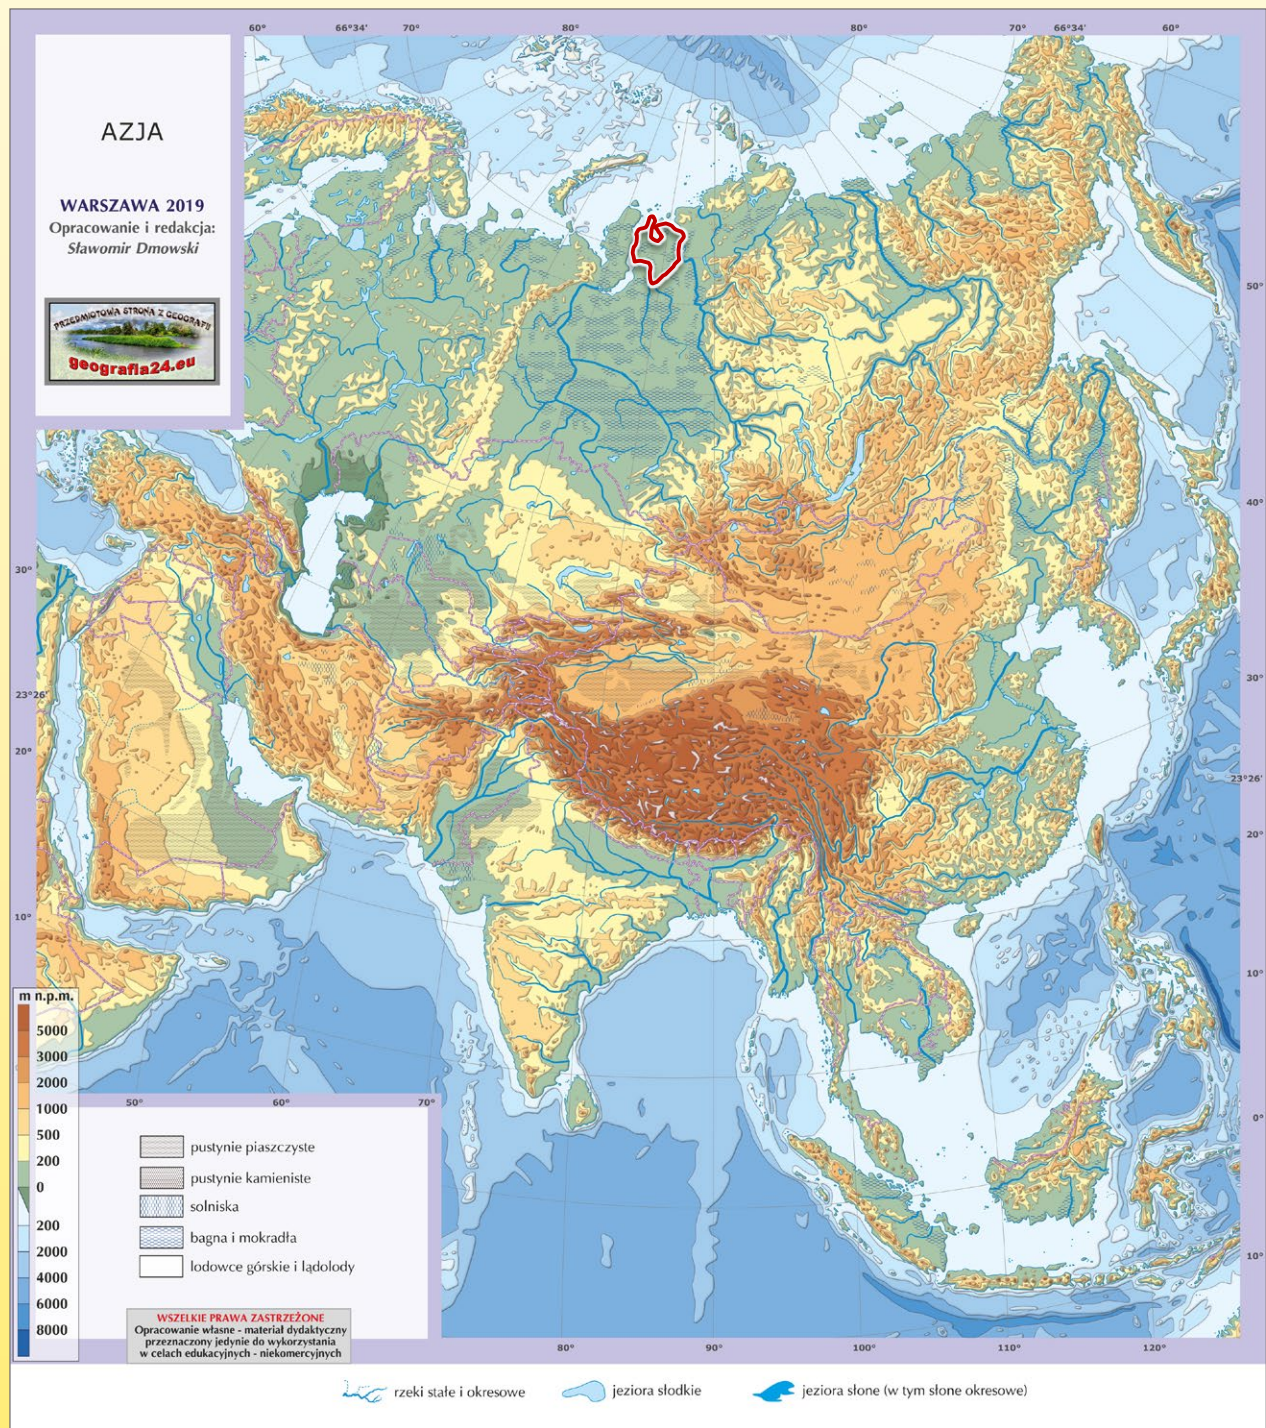 60° 66°34' 70° 80° 80° 70° 66°34' 60°
AZJA
WARSZAWA 2019
Opracowanie i redakcja:
Sławomir Dmowski
PRZEDMIOTOWA STRONA Z GEOGRAFII
geografia24.eu
50°
40°
30°
30°
23°26'
20°
23°26'
20°
10°
10°
0°
10°
m n.p.m.
5000
3000
2000
1000
500
200
0
200
2000
4000
6000
8000
50° 60° 70°
pustynie piaszczyste
pustynie kamieniste
solniska
bagna i mokradła
lodowce górskie i lądolody
WSZELKIE PRAWA ZASTRZEŻONE
Opracowanie własne - materiał dydaktyczny
przeznaczony jedynie do wykorzystania
w celach edukacyjnych - niekomercyjnych
80° 90° 100° 110° 120°
rzeki stałe i okresowe jeziora słodkie jeziora słone (w tym słone okresowe)